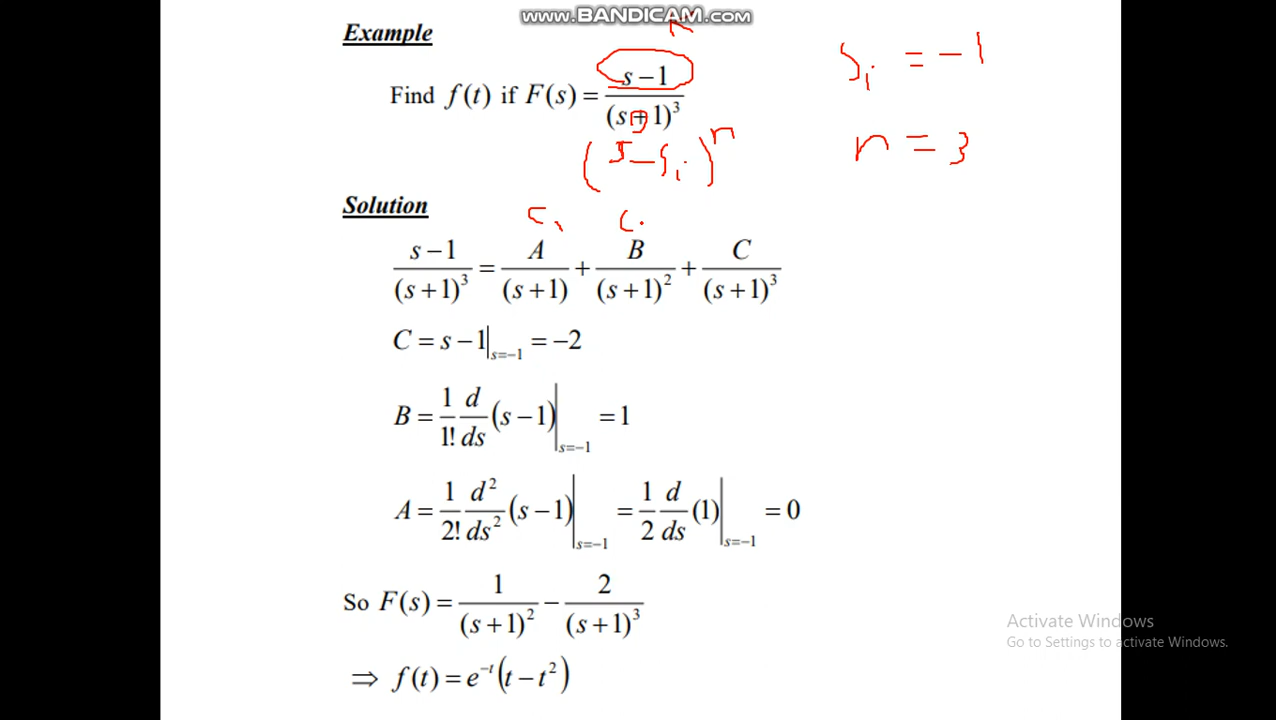 www.BANDICAM.com
Example
Find f(t) if F(s) = (s − 1)/(s + 1)³
(s − sᵢ)ⁿ
sᵢ = −1
n = 3
Solution
c₁ c
(s − 1)/(s + 1)³ = A/(s + 1) + B/(s + 1)² + C/(s + 1)³
C = s − 1|ₛ₌₋₁ = −2
B = 1/1! d/ds (s − 1)|ₛ₌₋₁ = 1
A = 1/2! d²/ds² (s − 1)|ₛ₌₋₁ = 1/2 d/ds (1)|ₛ₌₋₁ = 0
So F(s) = 1/(s + 1)² − 2/(s + 1)³
⇒ f(t) = e⁻ᵗ(t − t²)
Activate Windows
Go to Settings to activate Windows.